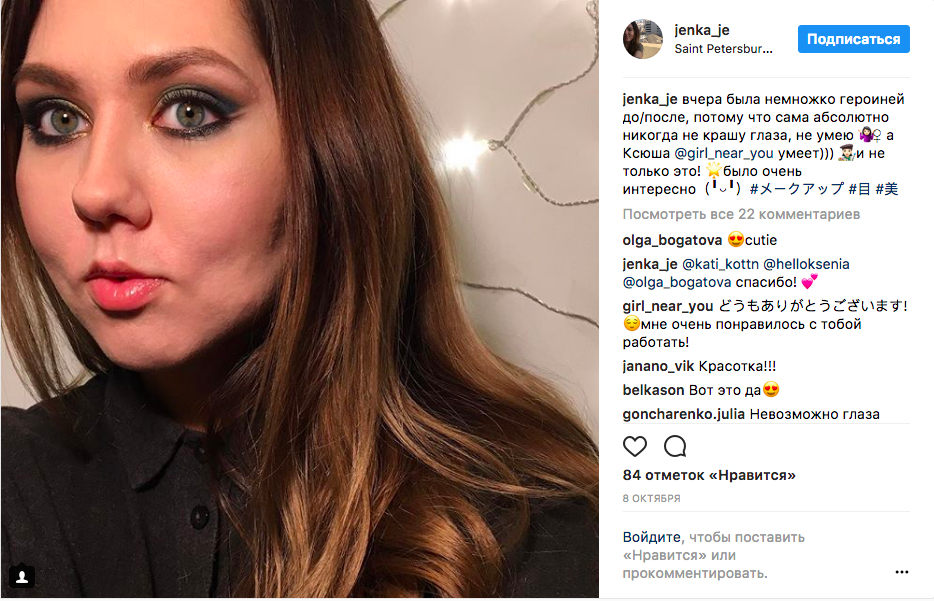 jenka_je
Saint Petersbur...
Подписаться
jenka_je вчера была немножко героиней
до/после, потому что сама абсолютно
никогда не крашу глаза, не умею 🤷🏻‍♀️ а
Ксюша @girl_near_you умеет))) 👩🏻‍🎨и не
только это! 🌟было очень
интересно（╹◡╹）#メークアップ #目 #美
Посмотреть все 22 комментариев
olga_bogatova 😍cutie
jenka_je @kati_kottn @helloksenia
@olga_bogatova спасибо! 💕
girl_near_you どうもありがとうございます!
☺️мне очень понравилось с тобой
работать!
janano_vik Красотка!!!
belkason Вот это да😍
goncharenko.julia Невозможно глаза
84 отметок «Нравится»
8 ОКТЯБРЯ
Войдите, чтобы поставить
«Нравится» или
прокомментировать.